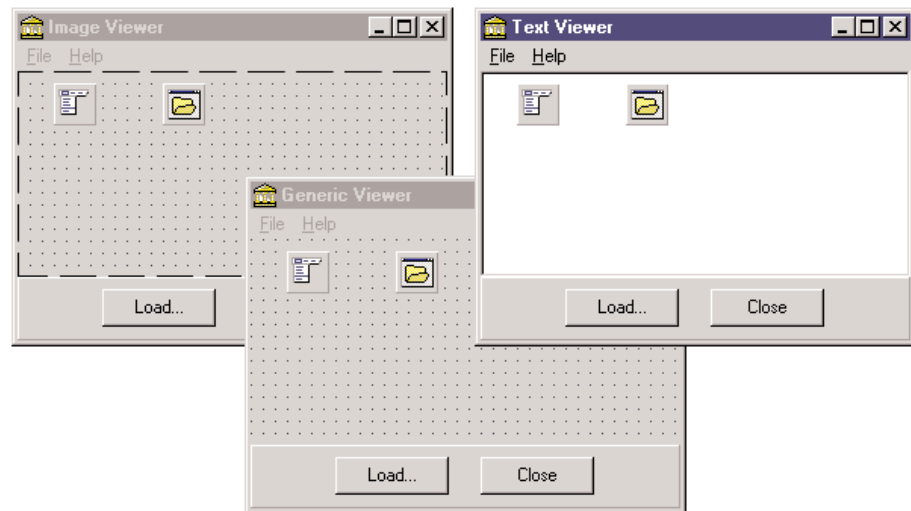 Image Viewer
File Help
Load...
Text Viewer
File Help
Load... Close
Generic Viewer
File Help
Load... Close